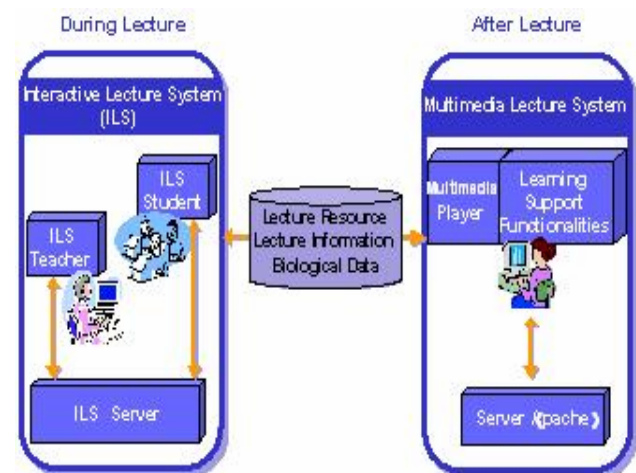 During Lecture
After Lecture
Interactive Lecture System
(ILS)
Multimedia Lecture System
ILS
Student
ILS
Teacher
ILS Server
Lecture Resource
Lecture Information
Biological Data
Multimedia
Player
Learning
Support
Functionalities
Server (Apache)